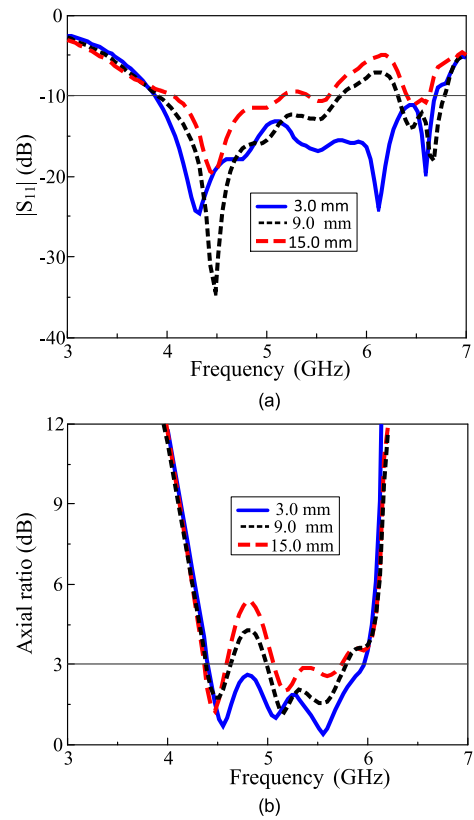 0
-10
-20
-30
-40
|S₁₁| (dB)
3.0 mm
9.0 mm
15.0 mm
3 4 5 6 7
Frequency (GHz)
(a)
12
9
6
3
0
Axial ratio (dB)
3.0 mm
9.0 mm
15.0 mm
3 4 5 6 7
Frequency (GHz)
(b)